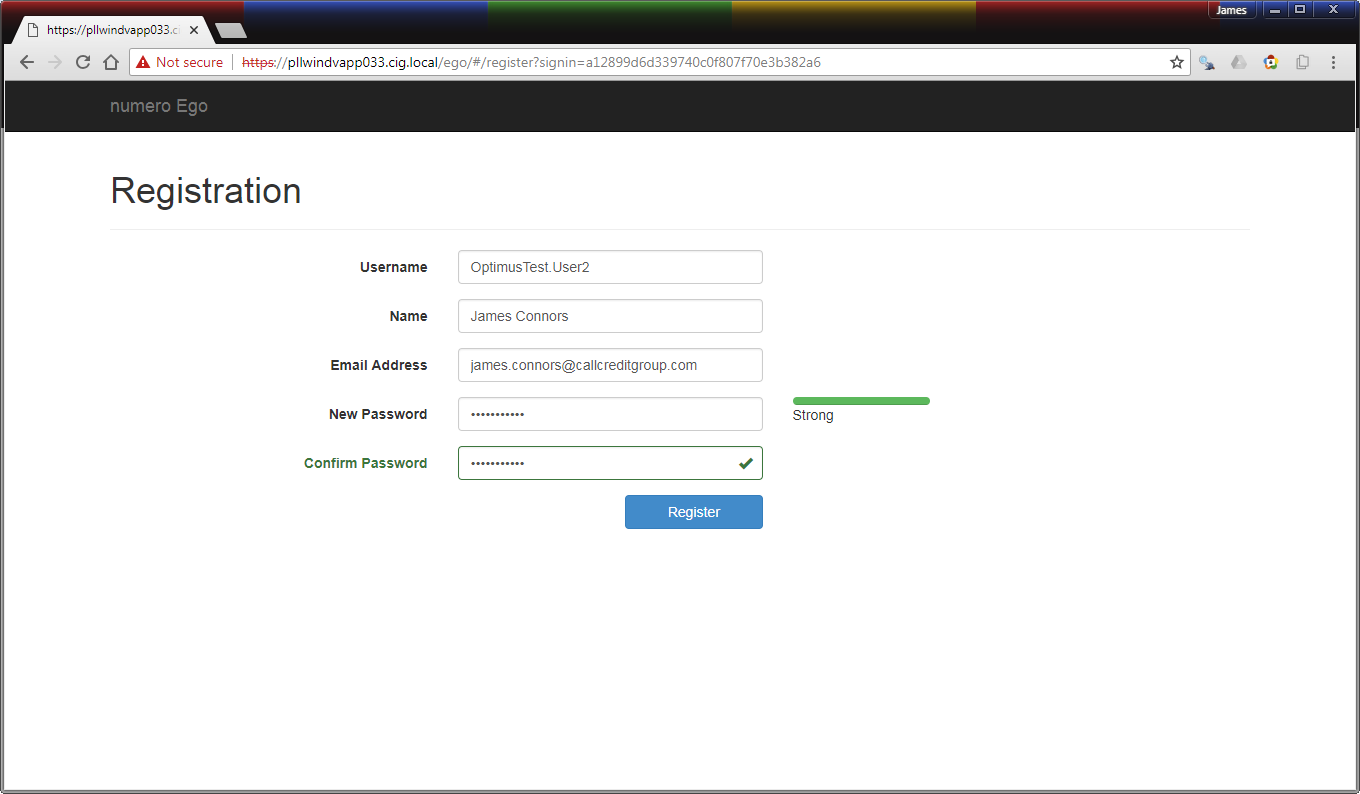 James
https://pllwindvapp033.ci
Not secure
https://pllwindvapp033.cig.local/ego/#/register?signin=a12899d6d339740c0f807f70e3b382a6
numero Ego
Registration
Username
OptimusTest.User2
Name
James Connors
Email Address
james.connors@callcreditgroup.com
New Password
•••••••••••
Strong
Confirm Password
•••••••••••
Register